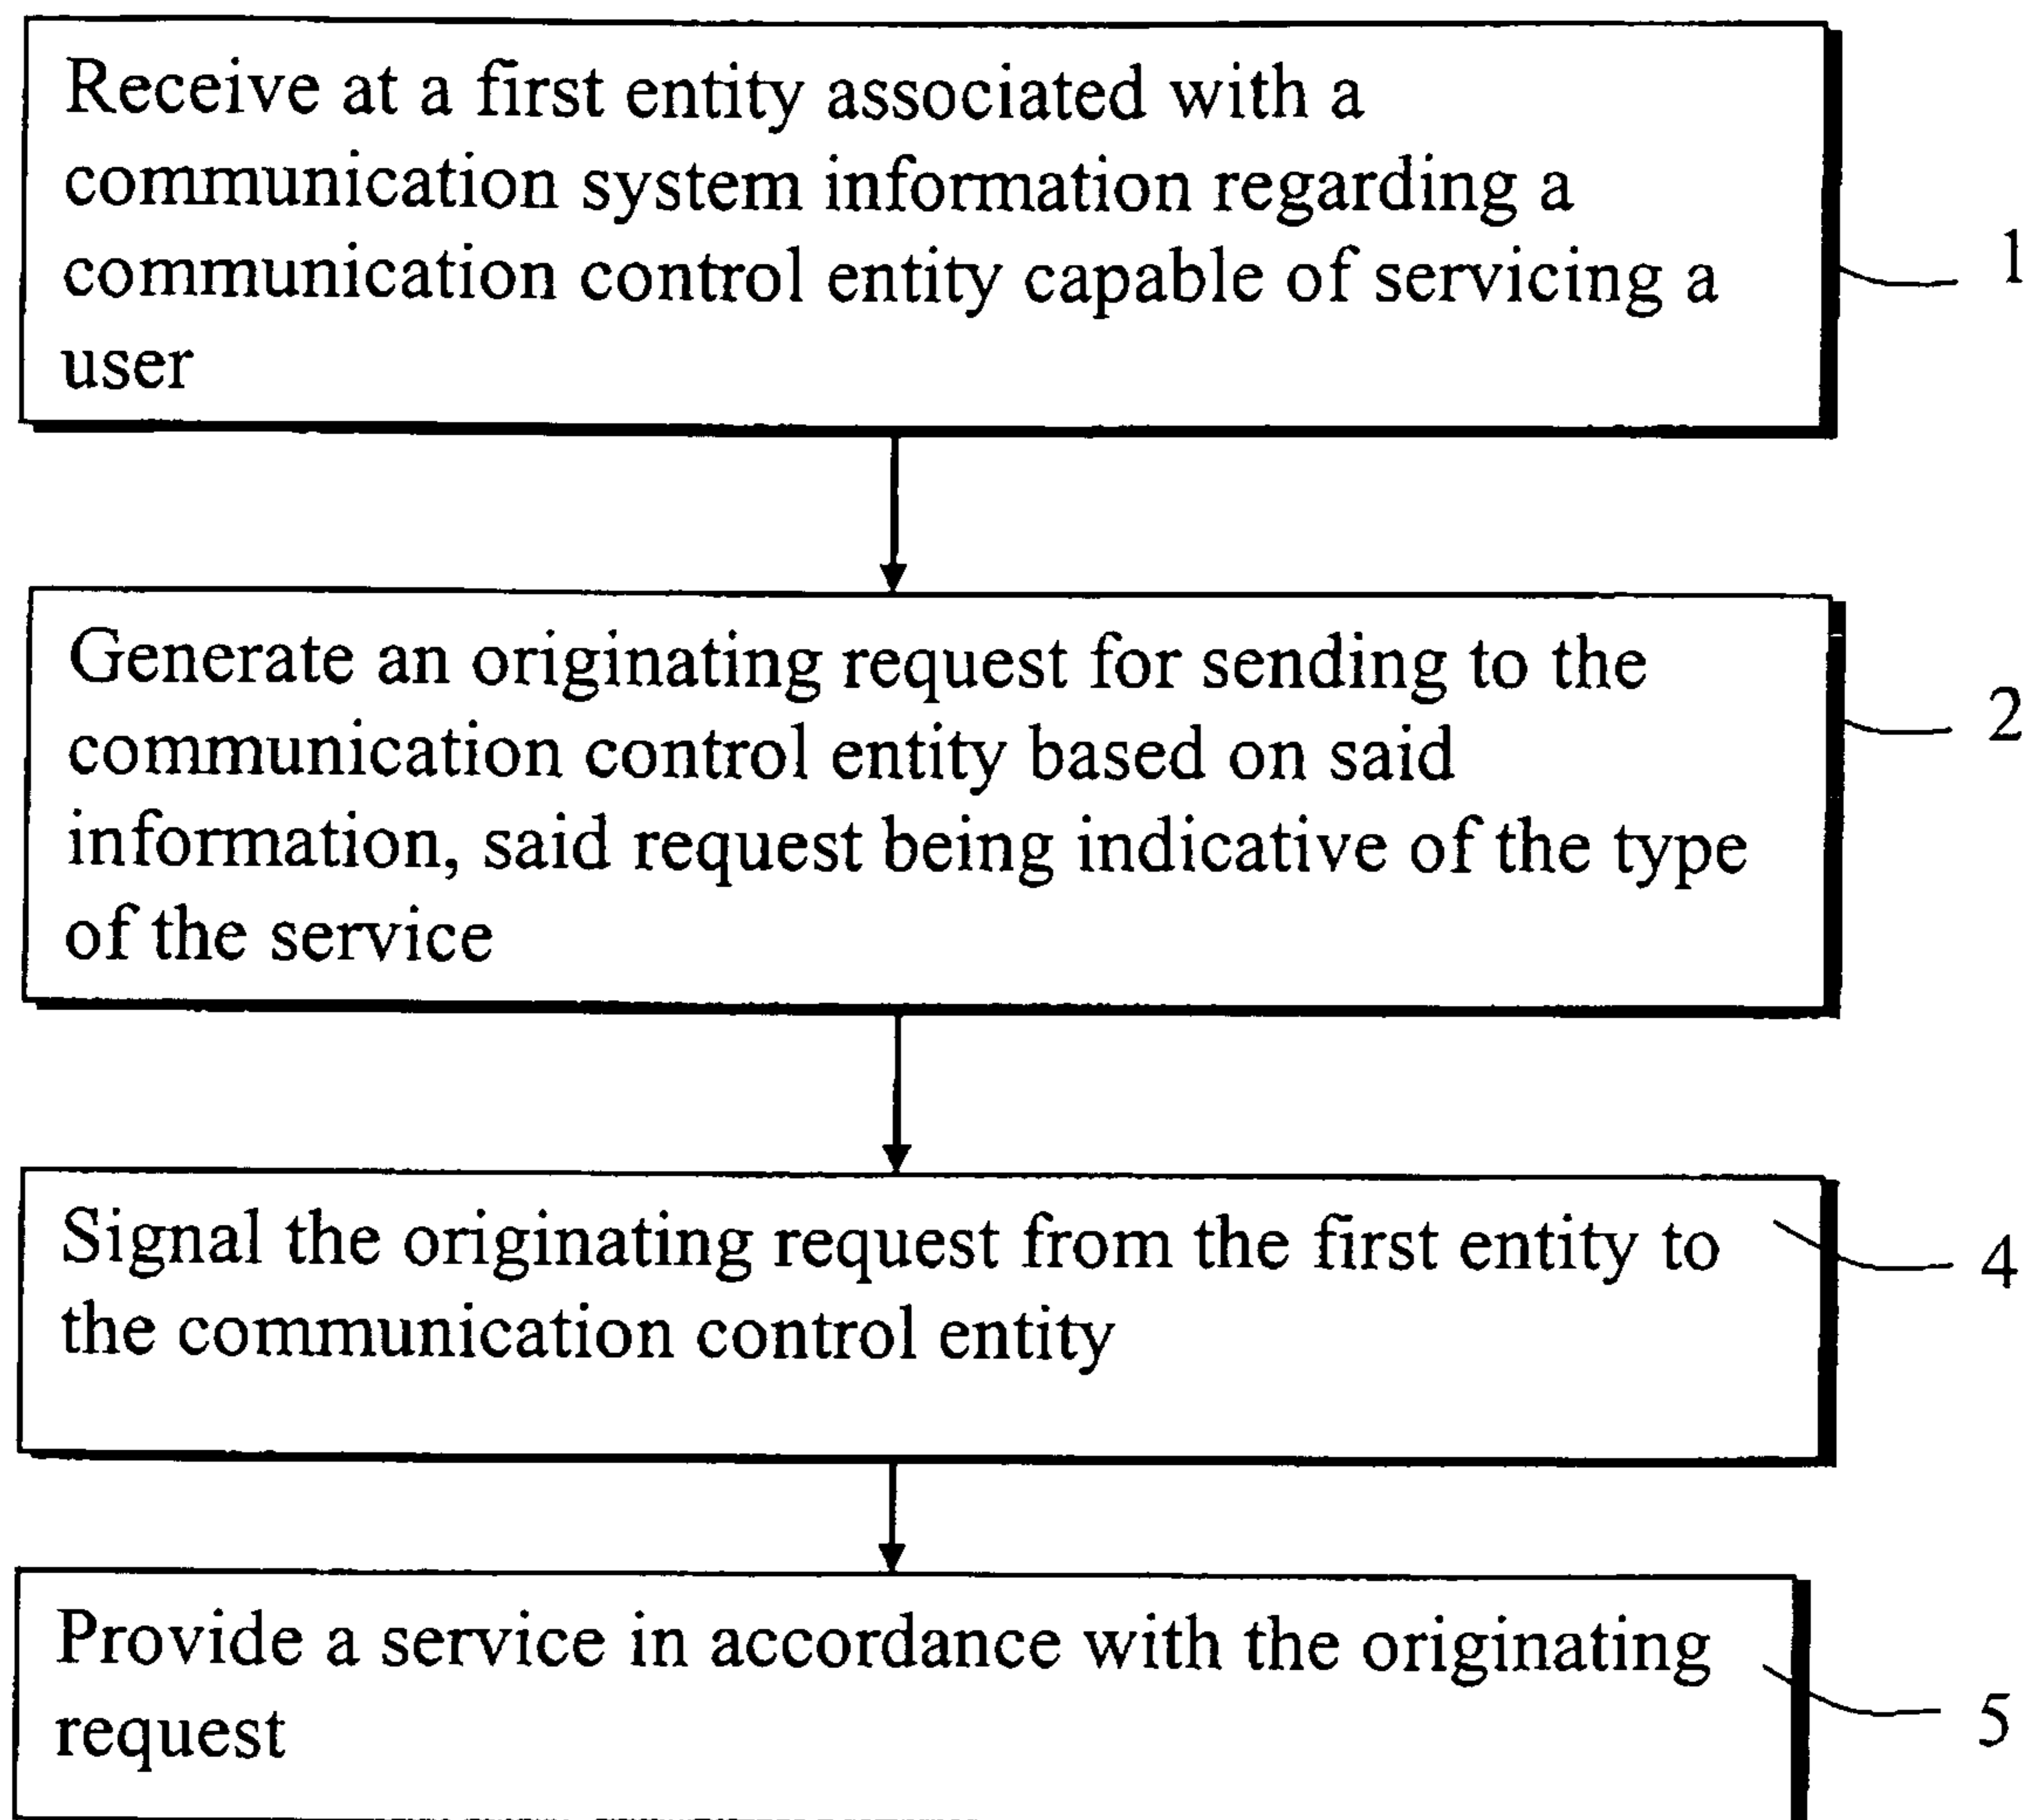 Receive at a first entity associated with a
communication system information regarding a
communication control entity capable of servicing a
user
1
Generate an originating request for sending to the
communication control entity based on said
information, said request being indicative of the type
of the service
2
Signal the originating request from the first entity to
the communication control entity
4
Provide a service in accordance with the originating
request
5